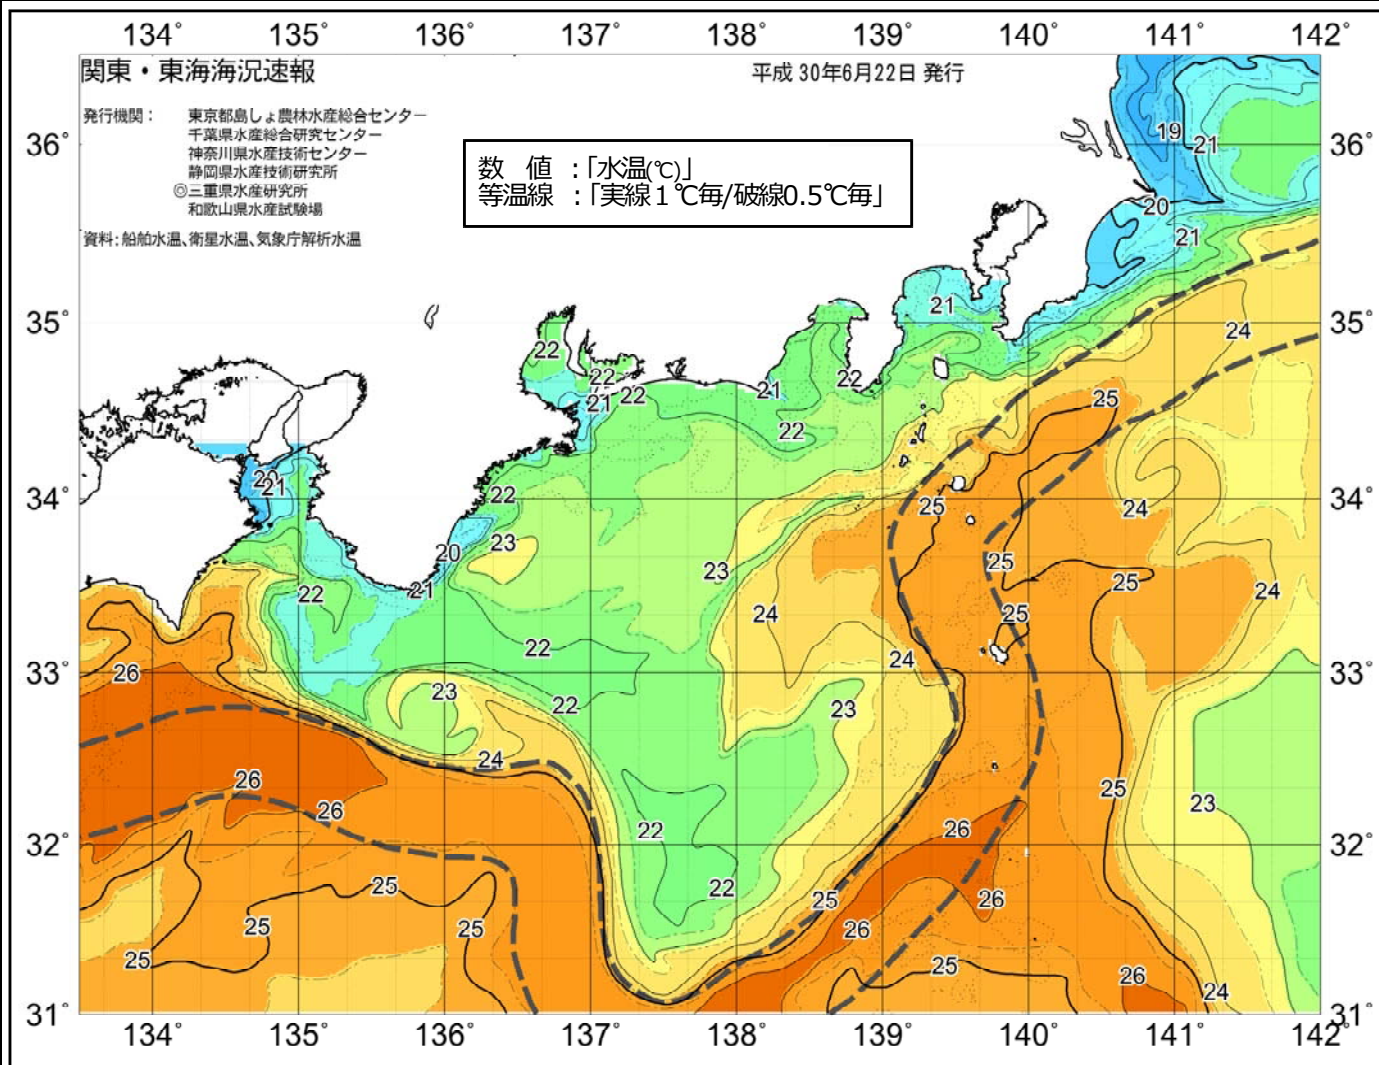 134° 135° 136° 137° 138° 139° 140° 141° 142°
関東・東海海況速報
平成 30年6月22日 発行
発行機関: 東京都島しょ農林水産総合センター
千葉県水産総合研究センター
神奈川県水産技術センター
静岡県水産技術研究所
◎三重県水産研究所
和歌山県水産試験場
資料:船舶水温、衛星水温、気象庁解析水温
数 値 :「水温(℃)」
等温線 :「実線1℃毎/破線0.5℃毎」
19
36° 21 36°
20
21
21
35° 24 35°
22
22 22
21 22 21 25
22
20
21 22 34°
34° 25 24
20 23
23 25
21 25 24
22 24 25
22 24
33° 26 33°
23 22 23
24
26 25
26 23
22 26
32° 32°
25 22 26
25 25
25 25 26
25 25 26
24
31° 31°
134° 135° 136° 137° 138° 139° 140° 141° 142°